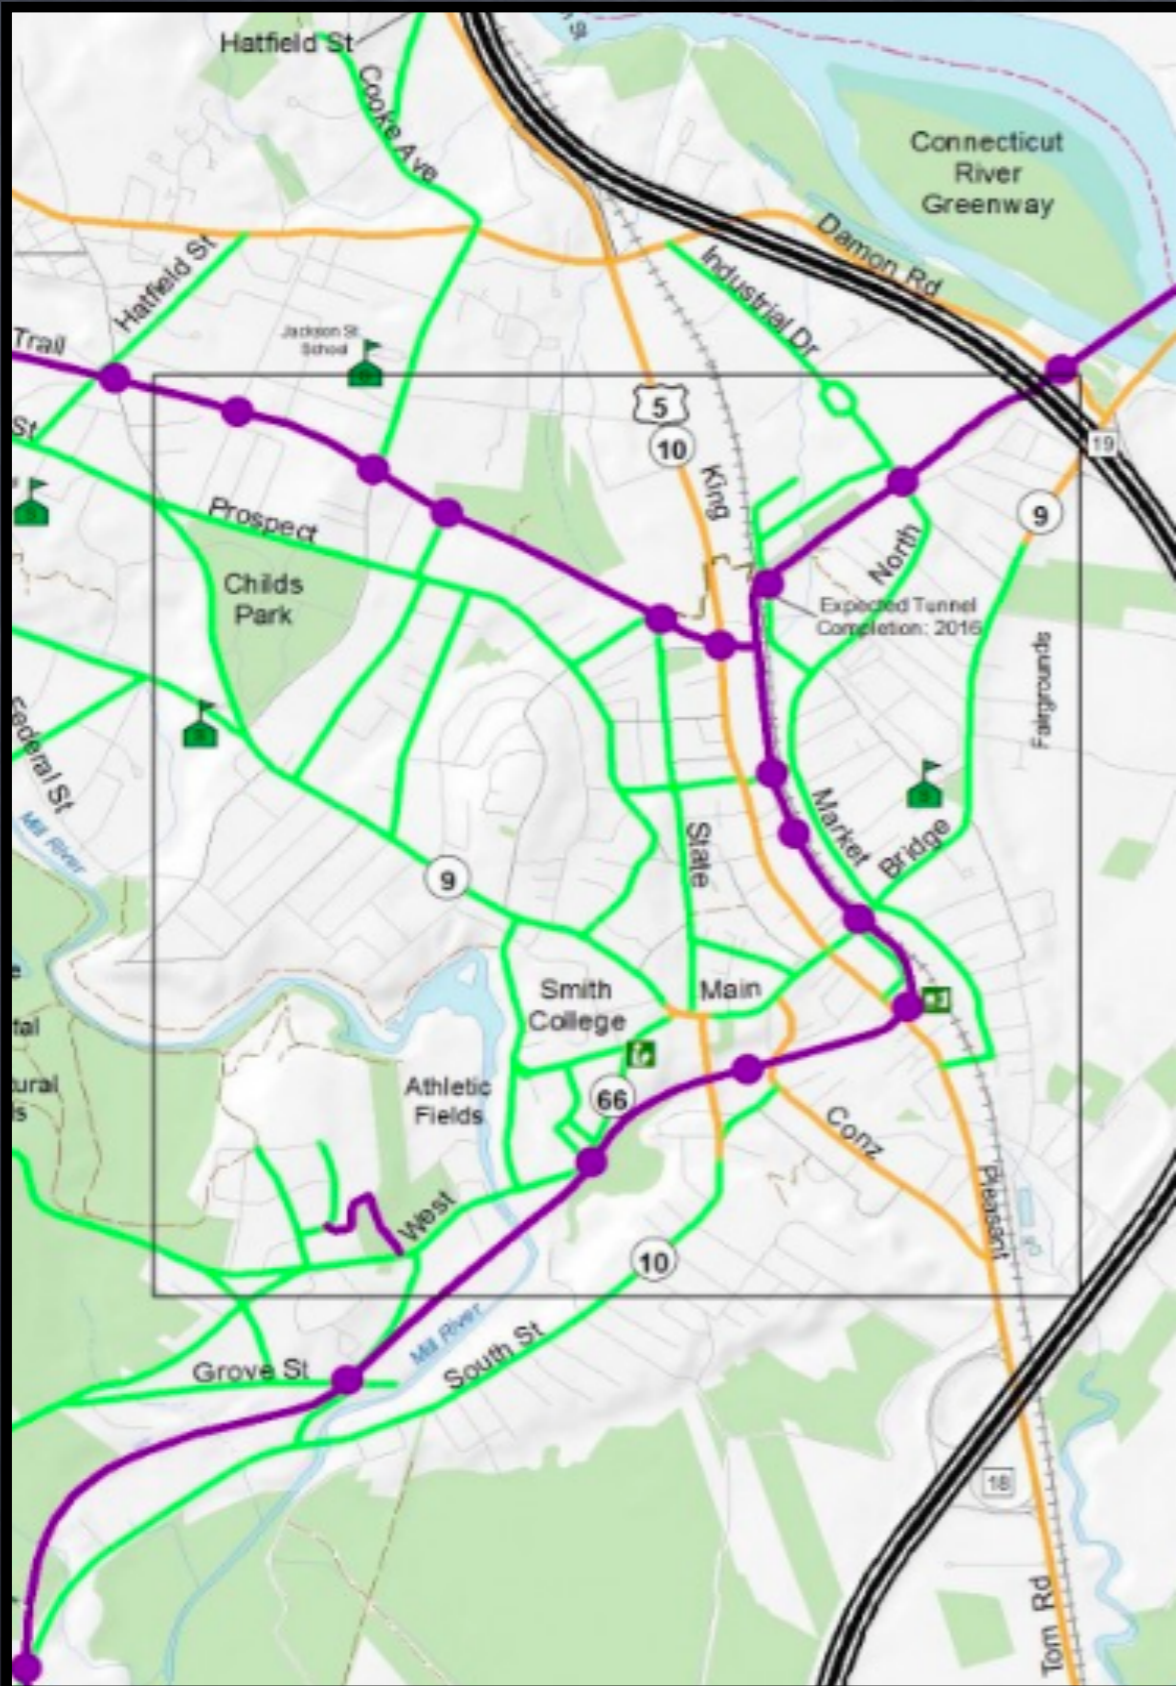 Hatfield St
Cooke Ave
Connecticut
River
Greenway
Damon Rd
Hatfield St
Industrial Dr
Trail
Jackson St.
School
5
10
19
St
King
Prospect
9
North
Childs
Park
Expected Tunnel
Completion: 2016
Fairgrounds
Federal St
Mill River
State
Market
Bridge
9
Smith
College
Main
Athletic
Fields
66
Conz
West
Pleasant
10
Mill River
South St
Grove St
18
Tom Rd